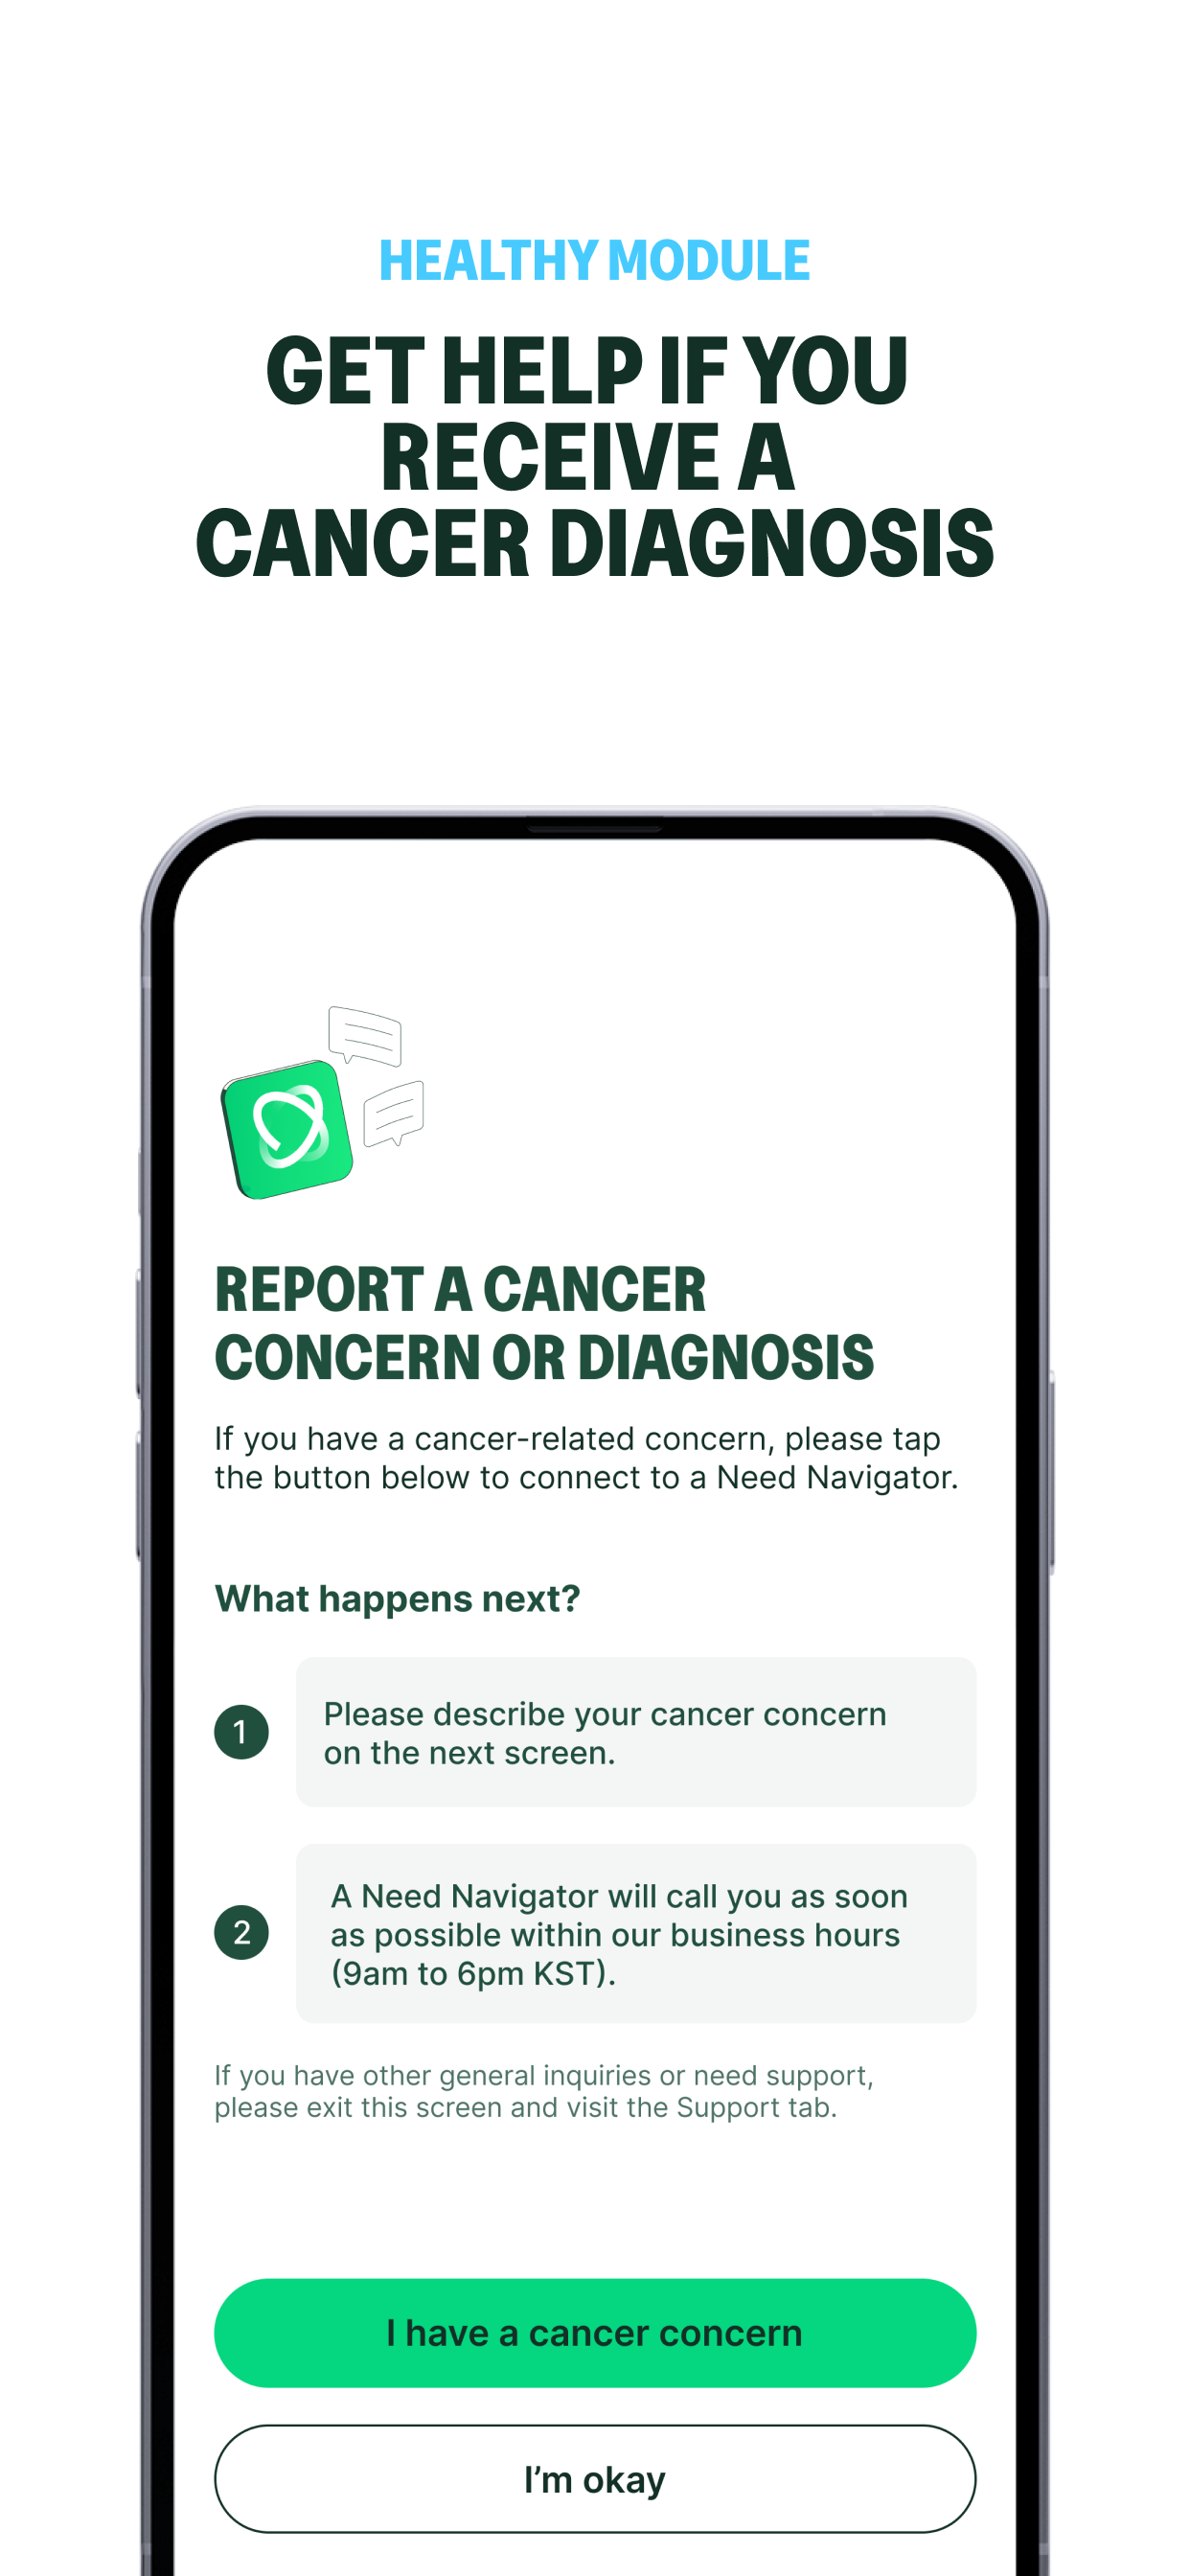 HEALTHY MODULE
GET HELP IF YOU
RECEIVE A
CANCER DIAGNOSIS
REPORT A CANCER
CONCERN OR DIAGNOSIS
If you have a cancer-related concern, please tap
the button below to connect to a Need Navigator.
What happens next?
1
Please describe your cancer concern
on the next screen.
2
A Need Navigator will call you as soon
as possible within our business hours
(9am to 6pm KST).
If you have other general inquiries or need support,
please exit this screen and visit the Support tab.
I have a cancer concern
I’m okay